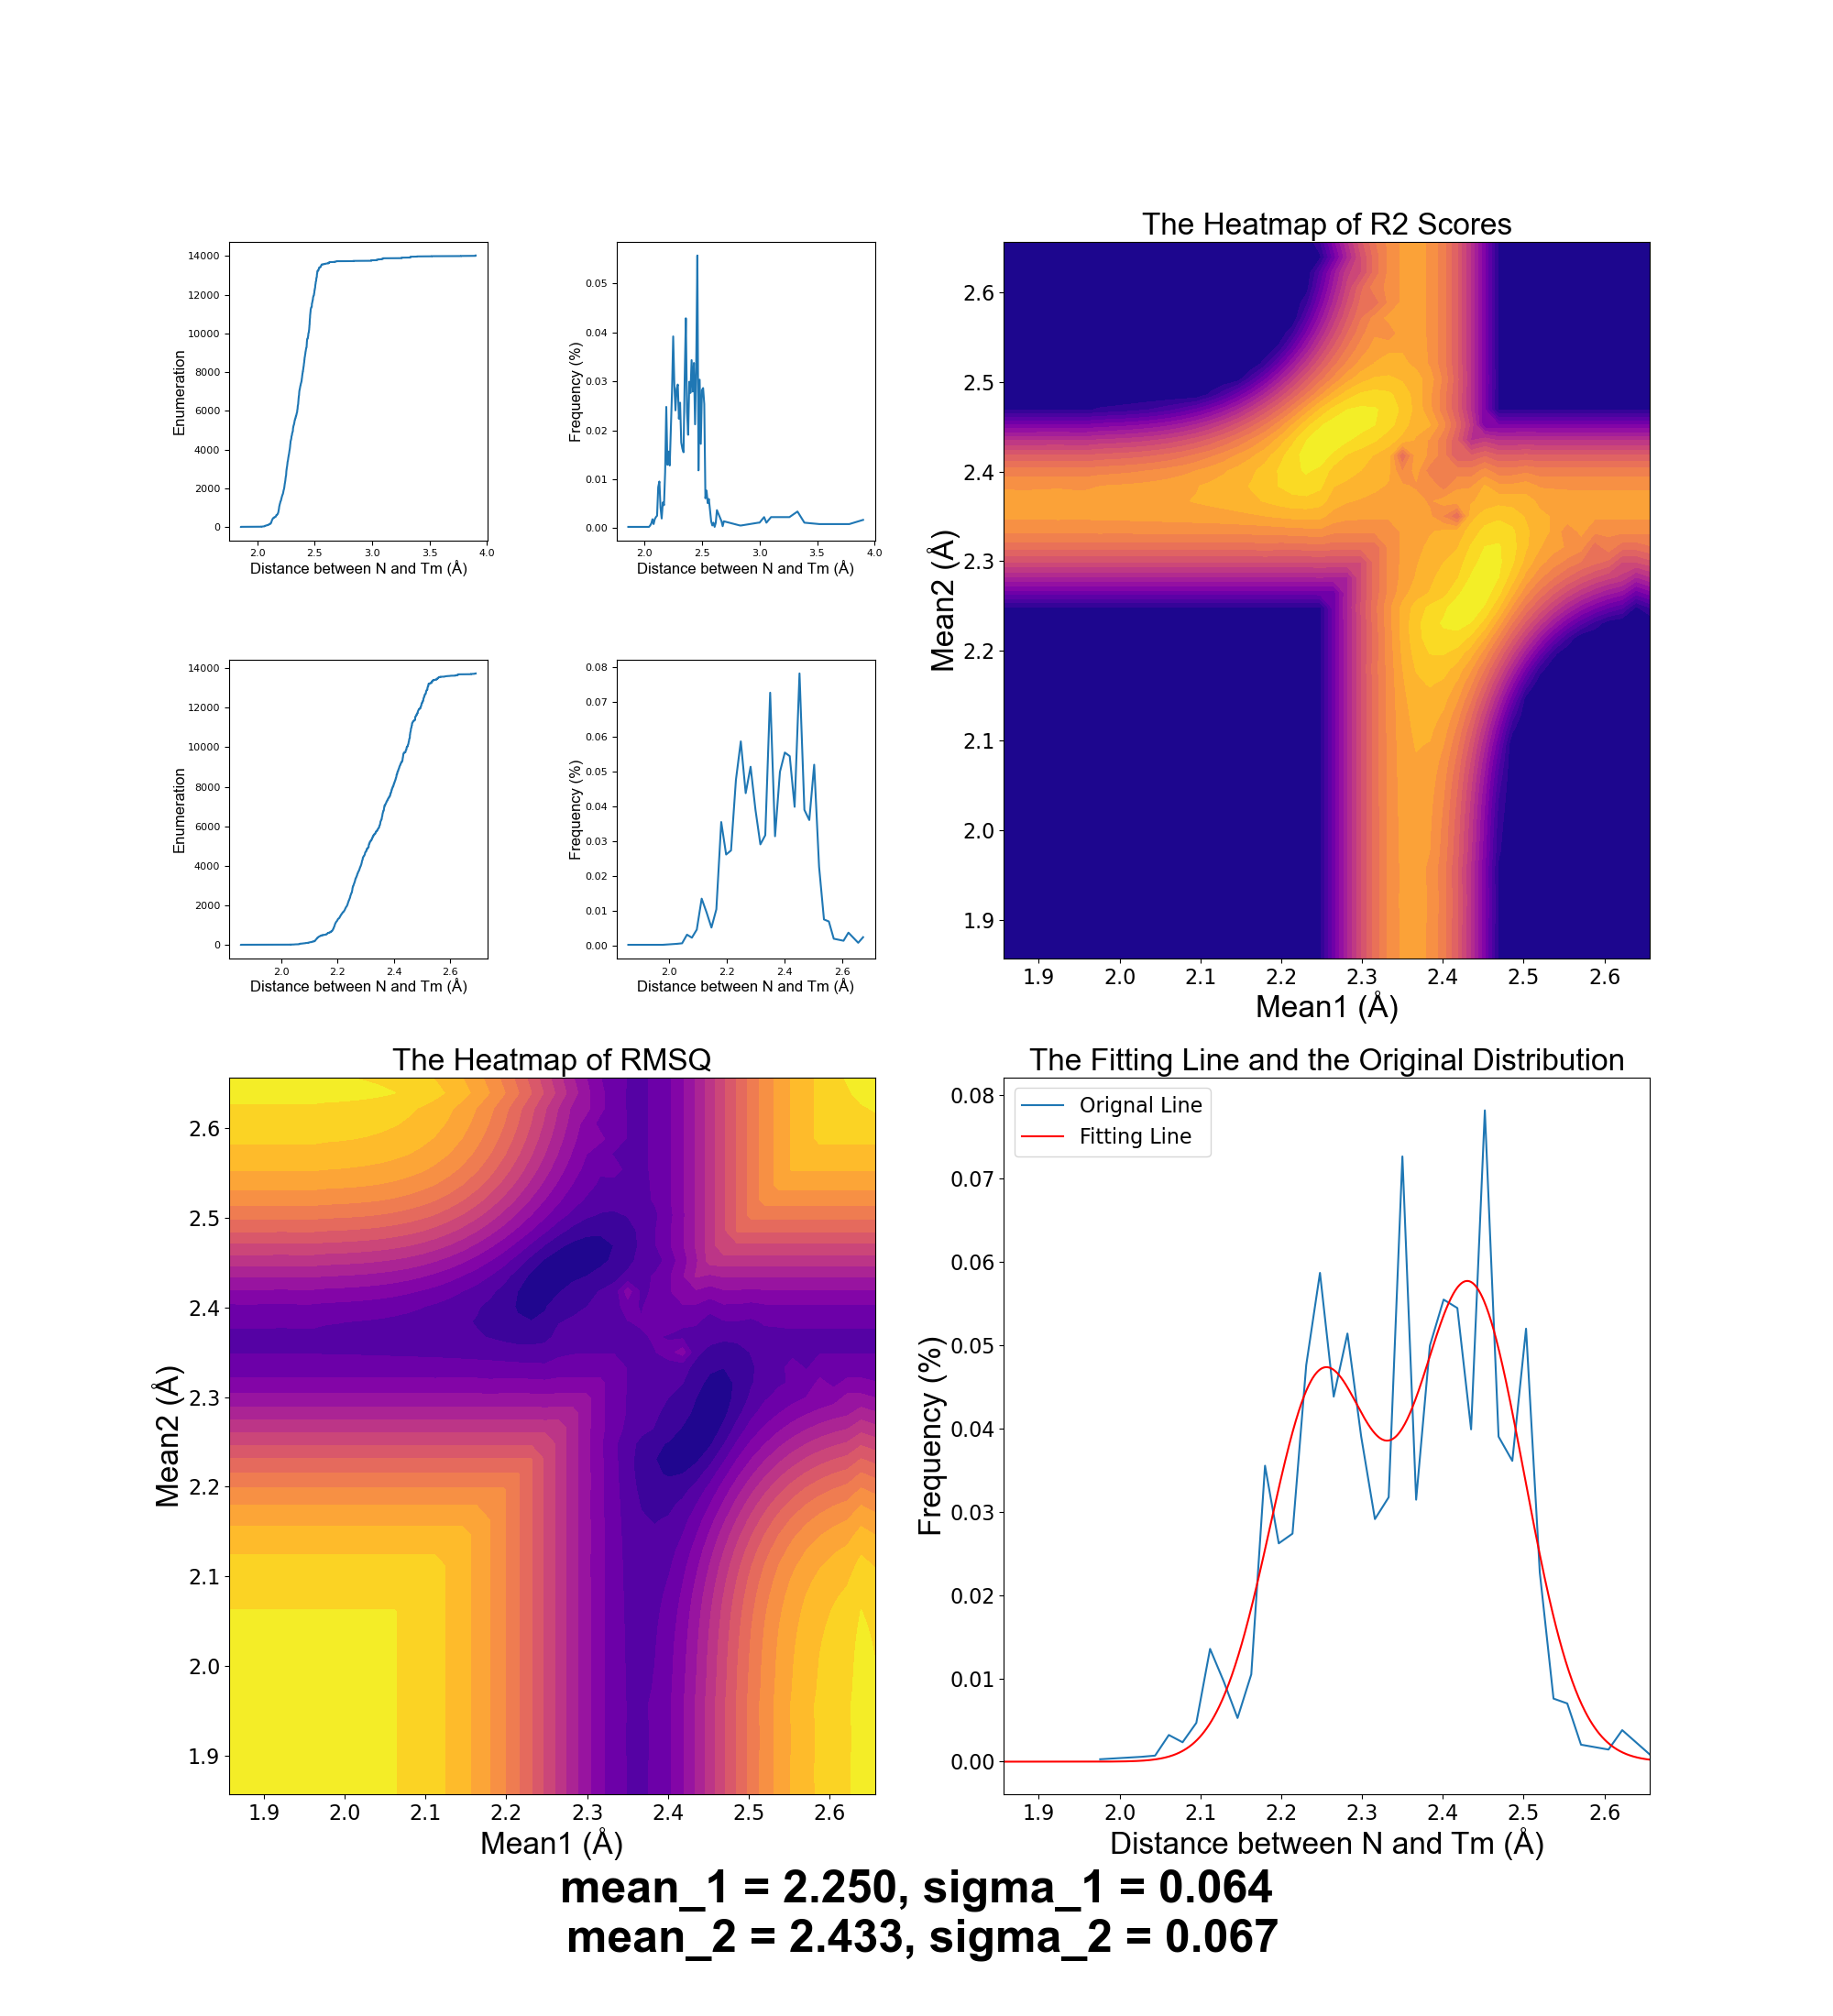 14000
12000
10000
8000
6000
4000
2000
0
Enumeration
2.0 2.5 3.0 3.5 4.0
Distance between N and Tm (Å)
0.05
0.04
0.03
0.02
0.01
0.00
Frequency (%)
2.0 2.5 3.0 3.5 4.0
Distance between N and Tm (Å)
The Heatmap of R2 Scores
2.6
2.5
2.4
2.3
2.2
2.1
2.0
1.9
Mean2 (Å)
1.9 2.0 2.1 2.2 2.3 2.4 2.5 2.6
Mean1 (Å)
14000
12000
10000
8000
6000
4000
2000
0
Enumeration
2.0 2.2 2.4 2.6
Distance between N and Tm (Å)
0.08
0.07
0.06
0.05
0.04
0.03
0.02
0.01
0.00
Frequency (%)
2.0 2.2 2.4 2.6
Distance between N and Tm (Å)
The Heatmap of RMSQ
2.6
2.5
2.4
2.3
2.2
2.1
2.0
1.9
Mean2 (Å)
1.9 2.0 2.1 2.2 2.3 2.4 2.5 2.6
Mean1 (Å)
The Fitting Line and the Original Distribution
Orignal Line
Fitting Line
0.08
0.07
0.06
0.05
0.04
0.03
0.02
0.01
0.00
Frequency (%)
1.9 2.0 2.1 2.2 2.3 2.4 2.5 2.6
Distance between N and Tm (Å)
mean_1 = 2.250, sigma_1 = 0.064
mean_2 = 2.433, sigma_2 = 0.067